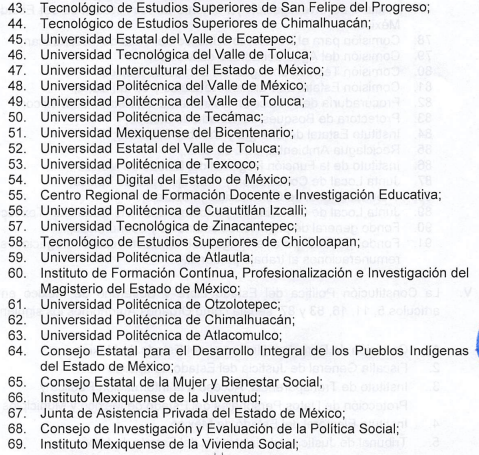 43. Tecnológico de Estudios Superiores de San Felipe del Progreso;
44. Tecnológico de Estudios Superiores de Chimalhuacán;
45. Universidad Estatal del Valle de Ecatepec;
46. Universidad Tecnológica del Valle de Toluca;
47. Universidad Intercultural del Estado de México;
48. Universidad Politécnica del Valle de México;
49. Universidad Politécnica del Valle de Toluca;
50. Universidad Politécnica de Tecámac;
51. Universidad Mexiquense del Bicentenario;
52. Universidad Estatal del Valle de Toluca;
53. Universidad Politécnica de Texcoco;
54. Universidad Digital del Estado de México;
55. Centro Regional de Formación Docente e Investigación Educativa;
56. Universidad Politécnica de Cuautitlán Izcalli;
57. Universidad Tecnológica de Zinacantepec;
58. Tecnológico de Estudios Superiores de Chicoloapan;
59. Universidad Politécnica de Atlautla;
60. Instituto de Formación Contínua, Profesionalización e Investigación del
Magisterio del Estado de México;
61. Universidad Politécnica de Otzolotepec;
62. Universidad Politécnica de Chimalhuacán;
63. Universidad Politécnica de Atlacomulco;
64. Consejo Estatal para el Desarrollo Integral de los Pueblos Indígenas
del Estado de México;
65. Consejo Estatal de la Mujer y Bienestar Social;
66. Instituto Mexiquense de la Juventud;
67. Junta de Asistencia Privada del Estado de México;
68. Consejo de Investigación y Evaluación de la Política Social;
69. Instituto Mexiquense de la Vivienda Social;